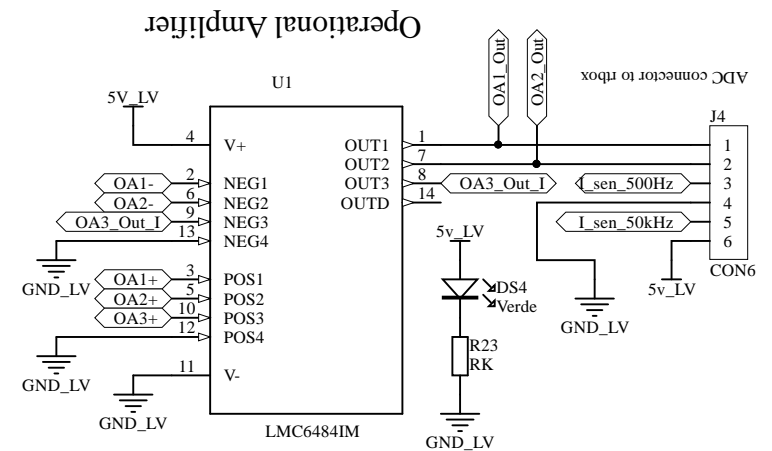 Operational Amplifier
ADC connector to rbox
OA1_Out
OA2_Out
U1
J4
5V_LV
4
V+
OUT1
1
1
OUT2
7
2
OA1-
2
NEG1
OUT3
8
OA3_Out_I
I_sen_500Hz
3
OA2-
6
NEG2
OUTD
14
4
OA3_Out_I
9
NEG3
I_sen_50kHz
5
13
NEG4
5v_LV
6
GND_LV
OA1+
3
POS1
CON6
OA2+
5
POS2
DS4
Verde
5v_LV
OA3+
10
POS3
12
POS4
GND_LV
R23
RK
GND_LV
11
V-
GND_LV
LMC6484IM
GND_LV